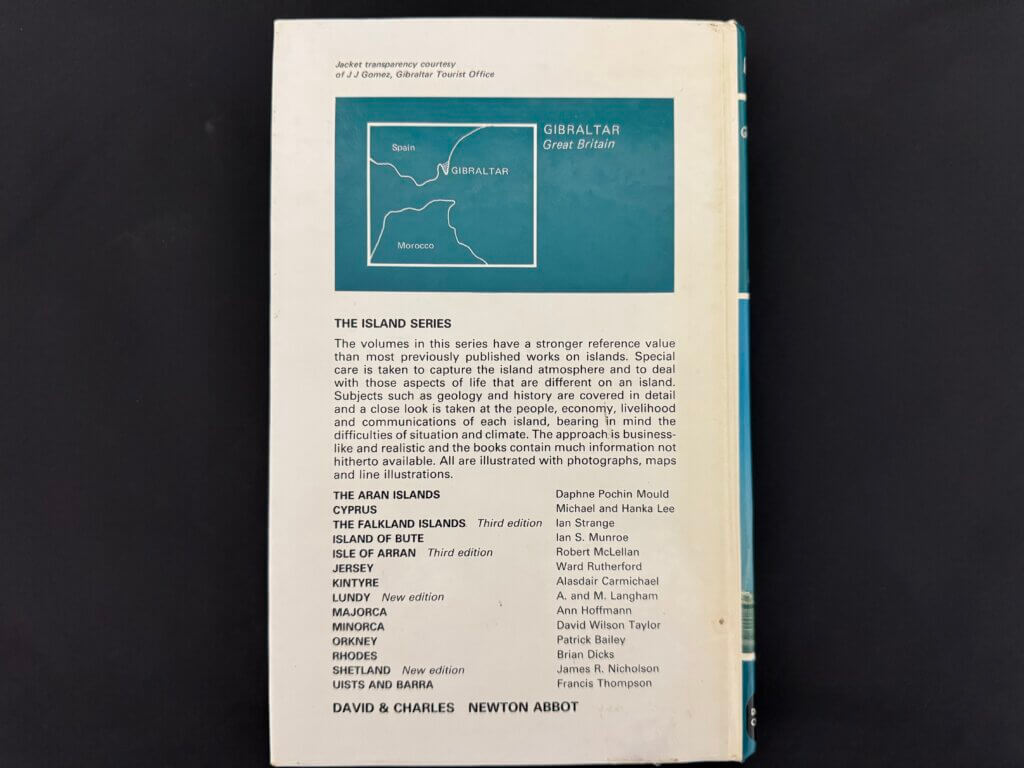 Jacket transparency courtesy
of J J Gomez, Gibraltar Tourist Office
GIBRALTAR
Great Britain
Spain
GIBRALTAR
Morocco
THE ISLAND SERIES
The volumes in this series have a stronger reference value
than most previously published works on islands. Special
care is taken to capture the island atmosphere and to deal
with those aspects of life that are different on an island.
Subjects such as geology and history are covered in detail
and a close look is taken at the people, economy, livelihood
and communications of each island, bearing in mind the
difficulties of situation and climate. The approach is business-
like and realistic and the books contain much information not
hitherto available. All are illustrated with photographs, maps
and line illustrations.
THE ARAN ISLANDS Daphne Pochin Mould
CYPRUS Michael and Hanka Lee
THE FALKLAND ISLANDS Third edition Ian Strange
ISLAND OF BUTE Ian S. Munroe
ISLE OF ARRAN Third edition Robert McLellan
JERSEY Ward Rutherford
KINTYRE Alasdair Carmichael
LUNDY New edition A. and M. Langham
MAJORCA Ann Hoffmann
MINORCA David Wilson Taylor
ORKNEY Patrick Bailey
RHODES Brian Dicks
SHETLAND New edition James R. Nicholson
UISTS AND BARRA Francis Thompson
DAVID & CHARLES NEWTON ABBOT